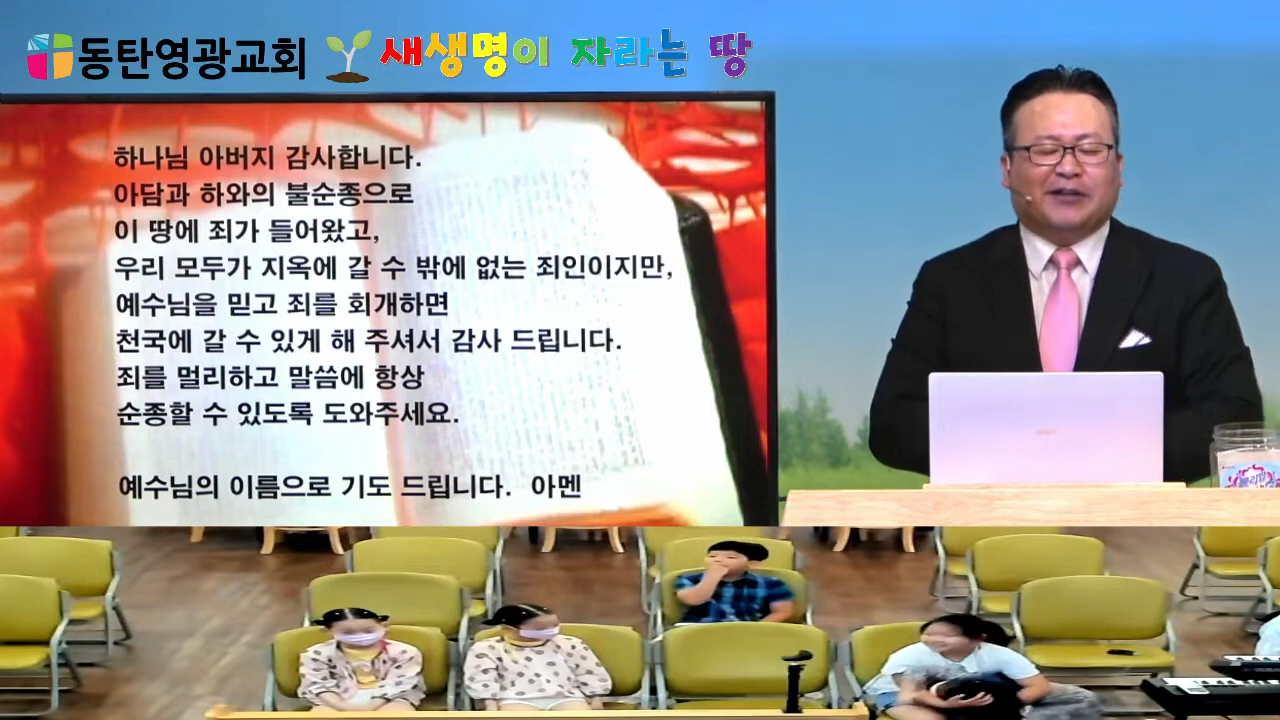 동탄영광교회 새생명이 자라는 땅
하나님 아버지 감사합니다.
아담과 하와의 불순종으로
이 땅에 죄가 들어왔고,
우리 모두가 지옥에 갈 수 밖에 없는 죄인이지만,
예수님을 믿고 죄를 회개하면
천국에 갈 수 있게 해 주셔서 감사 드립니다.
죄를 멀리하고 말씀에 항상
순종할 수 있도록 도와주세요.
예수님의 이름으로 기도 드립니다. 아멘